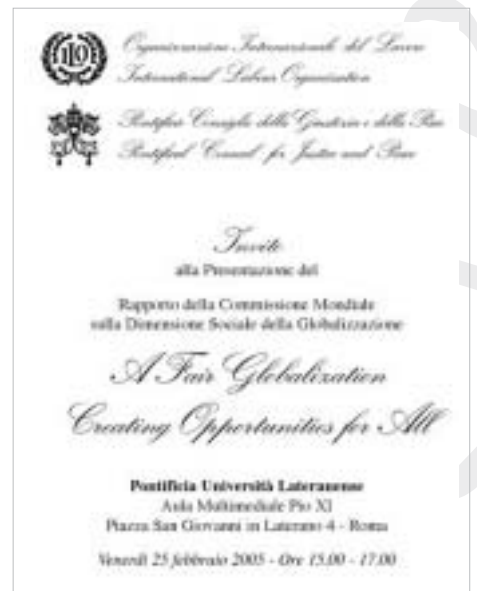 ILO
Organizzazione Internazionale del Lavoro
International Labour Organization
Pontificio Consiglio della Giustizia e della Pace
Pontifical Council for Justice and Peace
Invito
alla Presentazione del
Rapporto della Commissione Mondiale
sulla Dimensione Sociale della Globalizzazione
A Fair Globalization
Creating Opportunities for All
Pontificia Università Lateranense
Aula Multimediale Pio XI
Piazza San Giovanni in Laterano 4 - Roma
Venerdì 25 febbraio 2005 - Ore 15.00 - 17.00